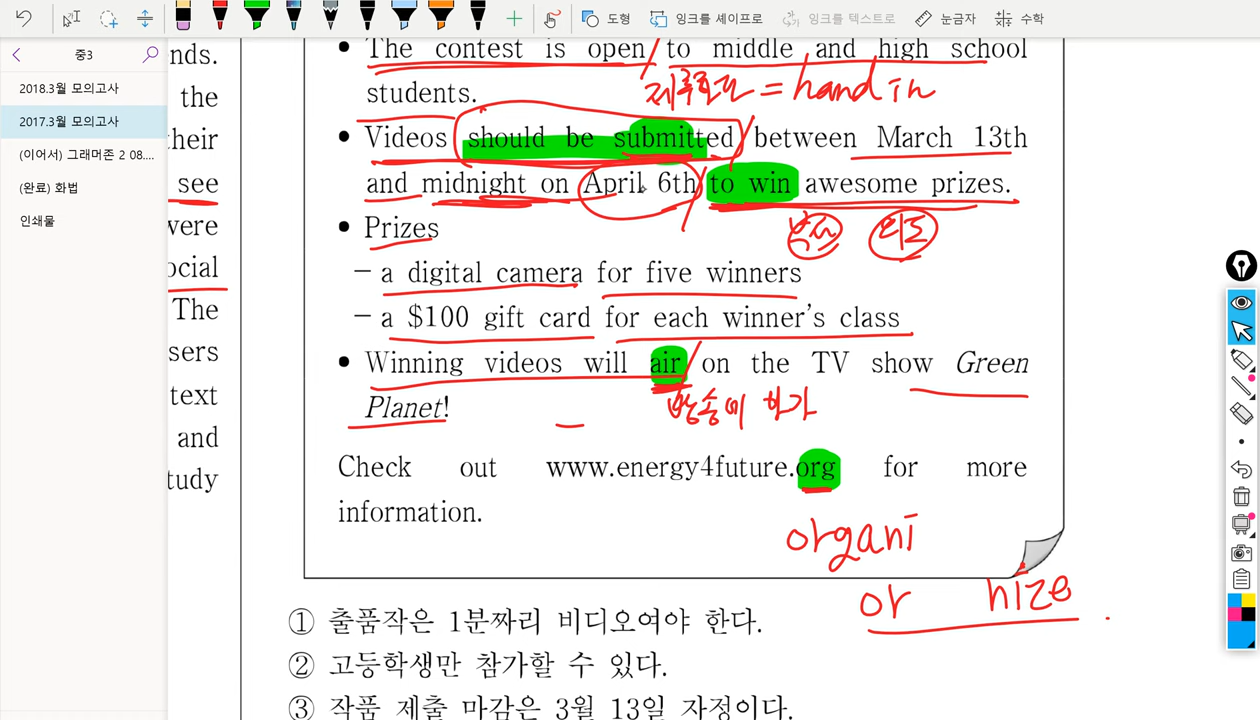 도형
잉크를 셰이프로
잉크를 텍스트로
눈금자
수학
중3
2018.3월 모의고사
2017.3월 모의고사
(이어서) 그래머존 2 08....
(완료) 화법
인쇄물
nds.
the
heir
see
were
ocial
The
sers
text
and
tudy
• The contest is open to middle and high school
students.
제출하다 = hand in
• Videos should be submitted between March 13th
and midnight on April 6th to win awesome prizes.
• Prizes
– a digital camera for five winners
– a $100 gift card for each winner's class
• Winning videos will air on the TV show Green
Planet!
방송에 나가
Check out www.energy4future.org for more
information.
organi
or nize
① 출품작은 1분짜리 비디오여야 한다.
② 고등학생만 참가할 수 있다.
③ 작품 제출 마감은 3월 13일 자정이다.